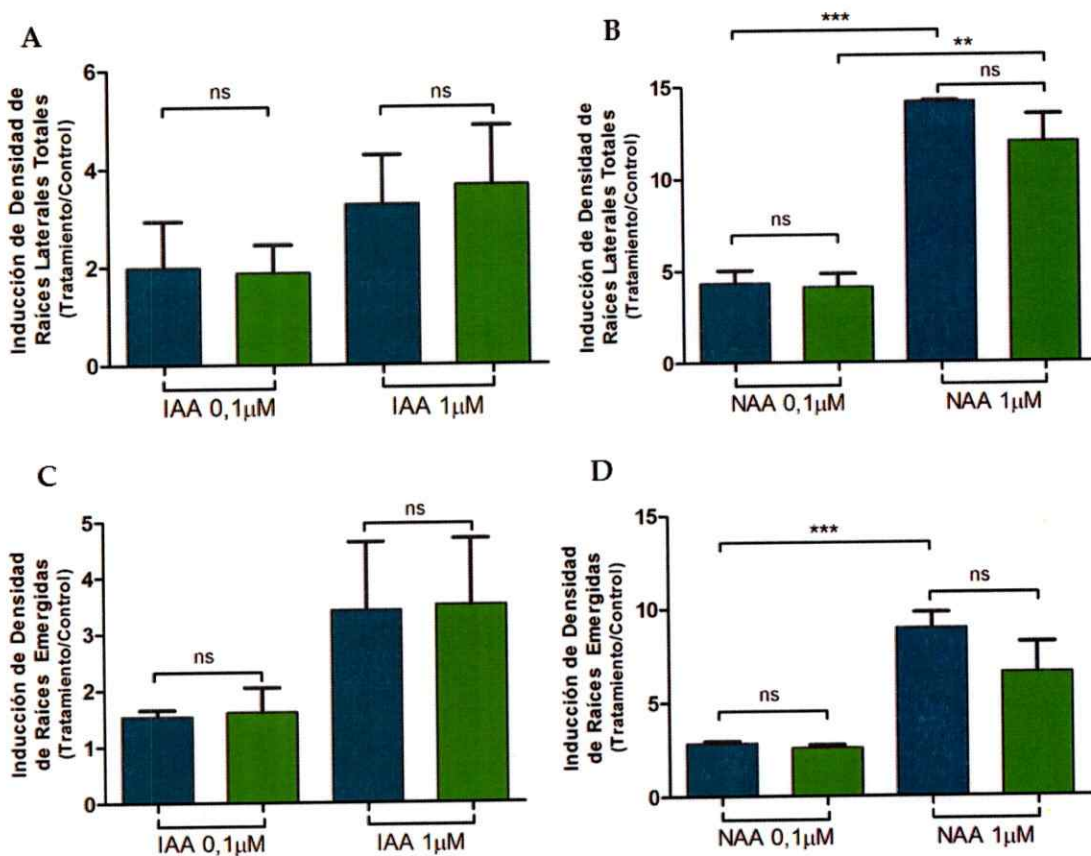 A
Inducción de Densidad de
Raíces Laterales Totales
(Tratamiento/Control)
6
4
2
0
ns
ns
IAA 0,1µM
IAA 1µM
B
Inducción de Densidad de
Raíces Laterales Totales
(Tratamiento/Control)
15
10
5
0
***
**
ns
ns
NAA 0,1µM
NAA 1µM
C
Inducción de Densidad
de Raíces Emergidas
(Tratamiento/Control)
5
4
3
2
1
0
ns
ns
IAA 0,1µM
IAA 1µM
D
Inducción de Densidad
de Raíces Emergidas
(Tratamiento/Control)
15
10
5
0
***
ns
ns
NAA 0,1µM
NAA 1µM